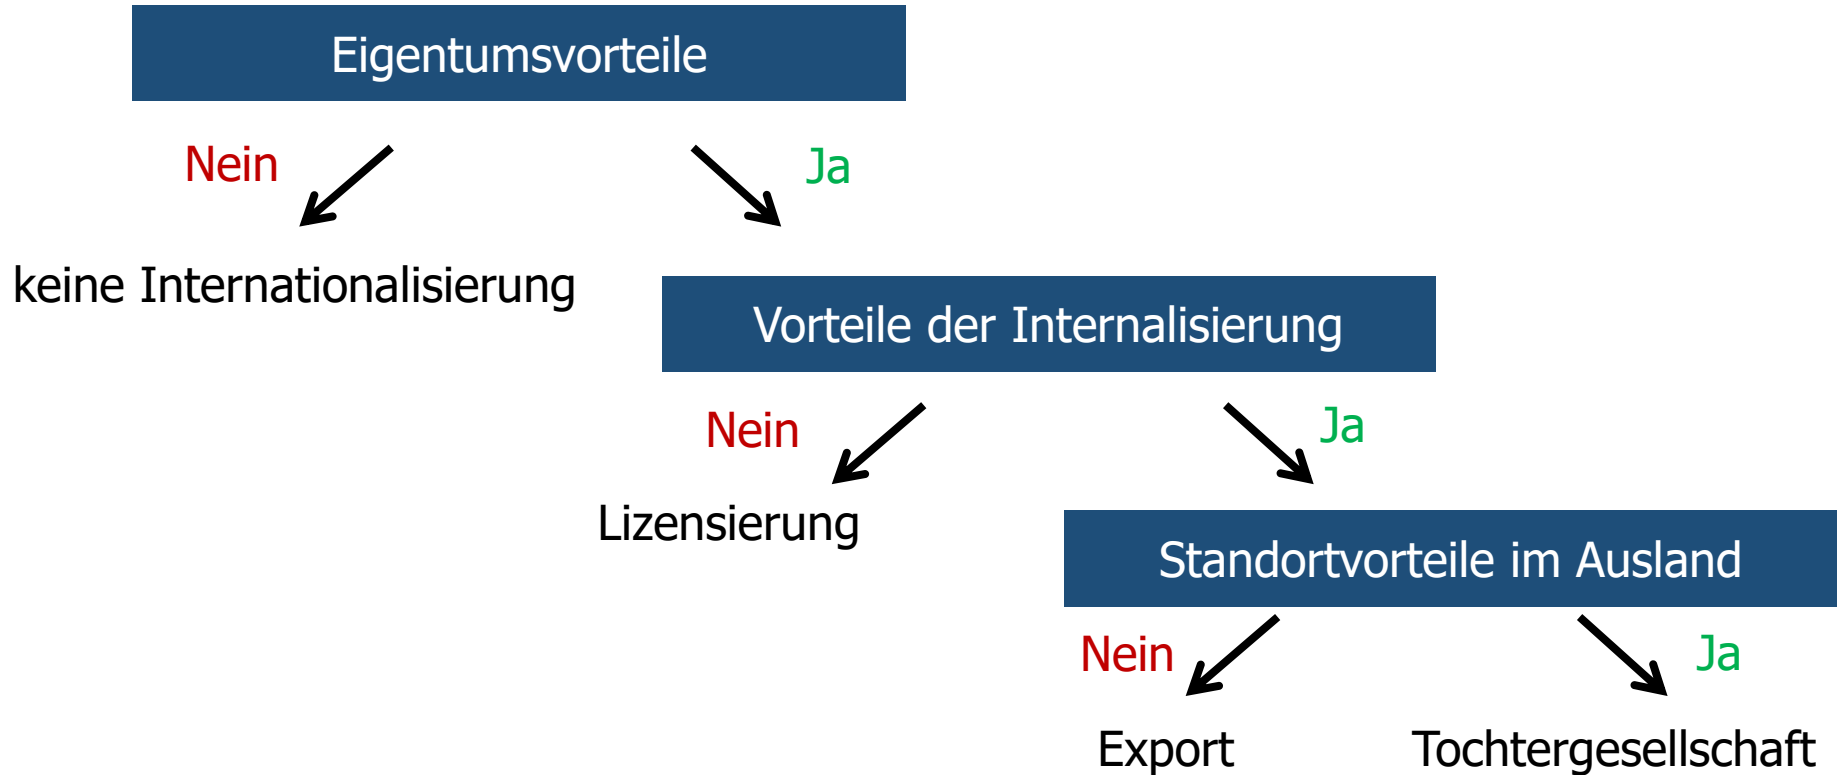 Eigentumsvorteile
Nein
Ja
keine Internationalisierung
Vorteile der Internalisierung
Nein
Ja
Lizensierung
Standortvorteile im Ausland
Nein
Ja
Export
Tochtergesellschaft